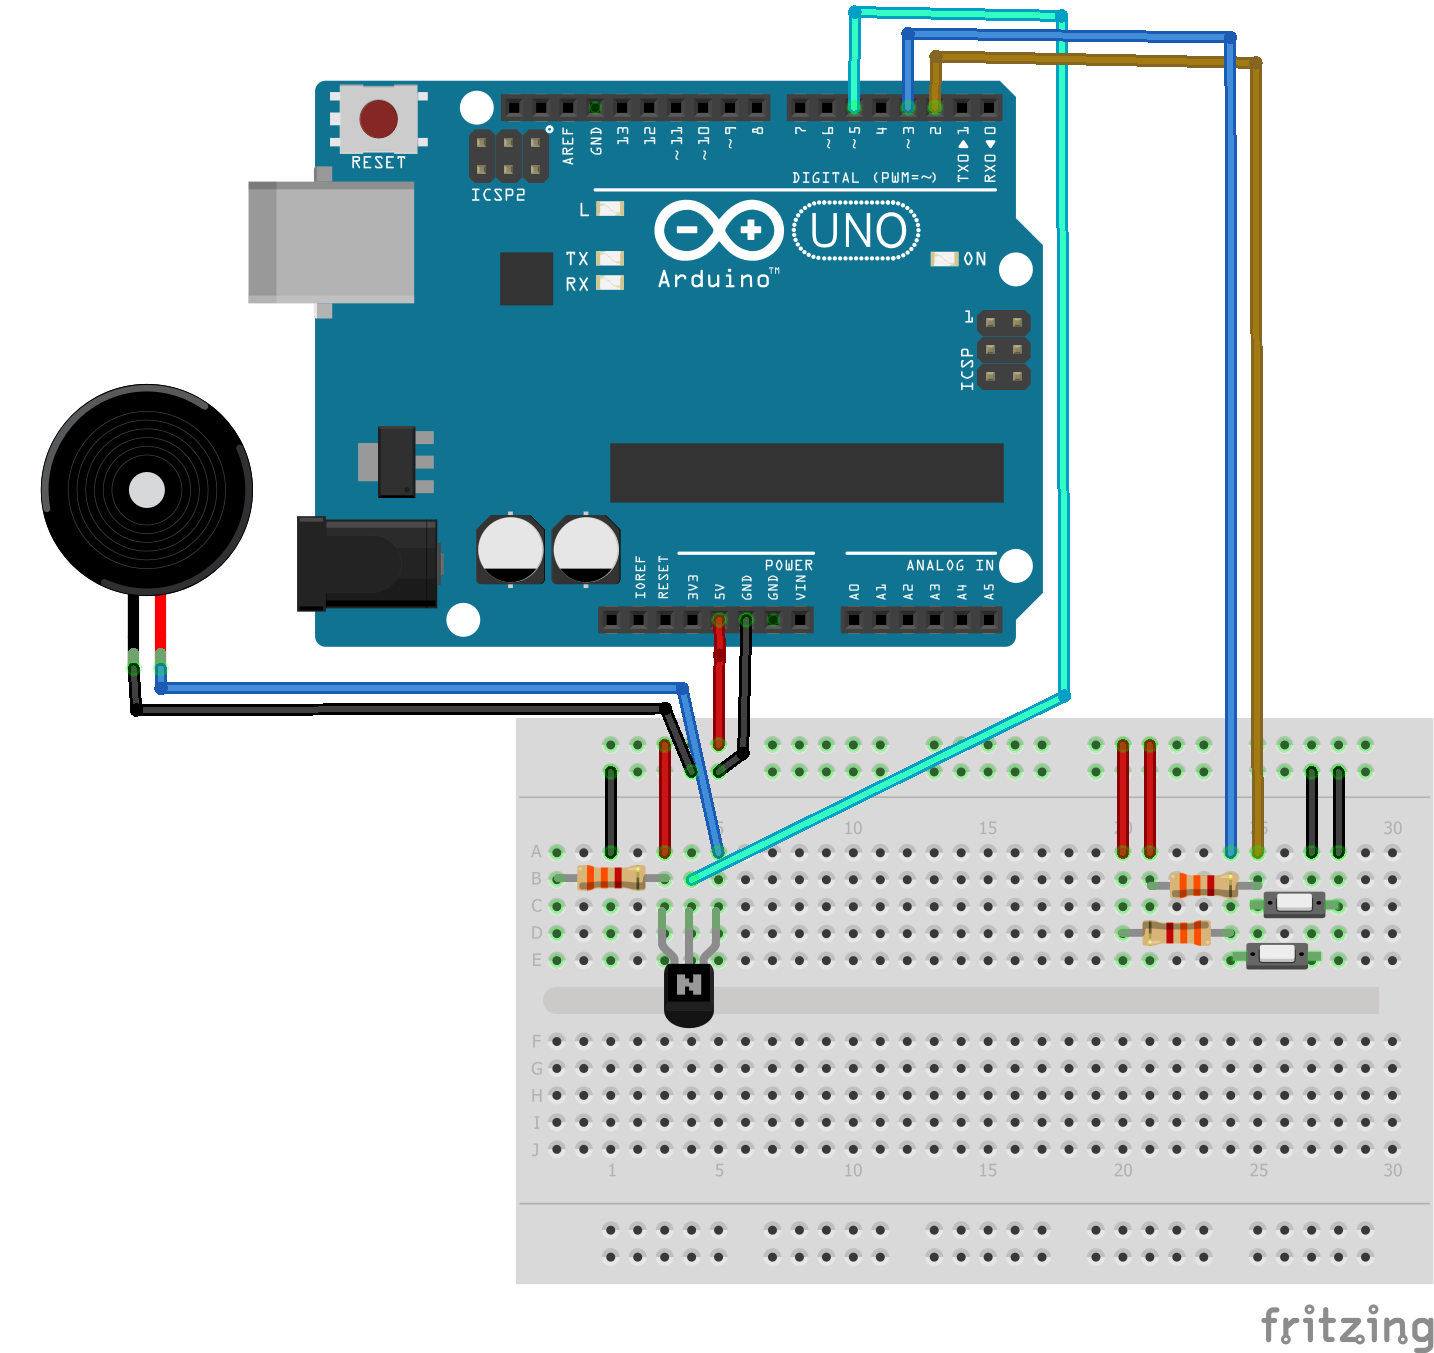 RESET
ICSP2
AREF
GND
13
12
~11
~10
~9
8
7
~6
~5
4
~3
2
TX0▶1
RX0◀0
DIGITAL (PWM=~)
L
TX
RX
Arduino™
UNO
ON
1
ICSP
IOREF
RESET
3V3
5V
GND
GND
VIN
POWER
ANALOG IN
A0
A1
A2
A3
A4
A5
N
5 10 15 20 25 30
A
B
C
D
E
F
G
H
I
J
1 5 10 15 20 25 30
fritzing